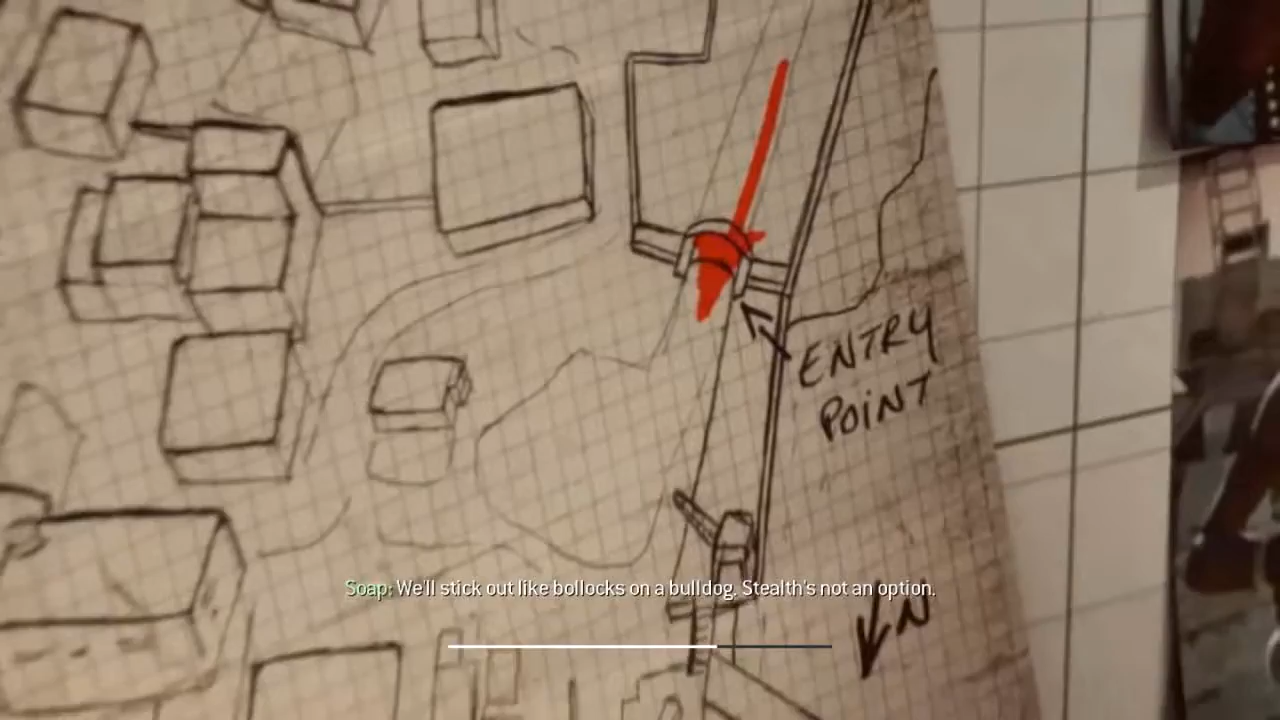 ENTRY
POINT
Soap: We'll stick out like bollocks on a bulldog. Stealth's not an option.
N